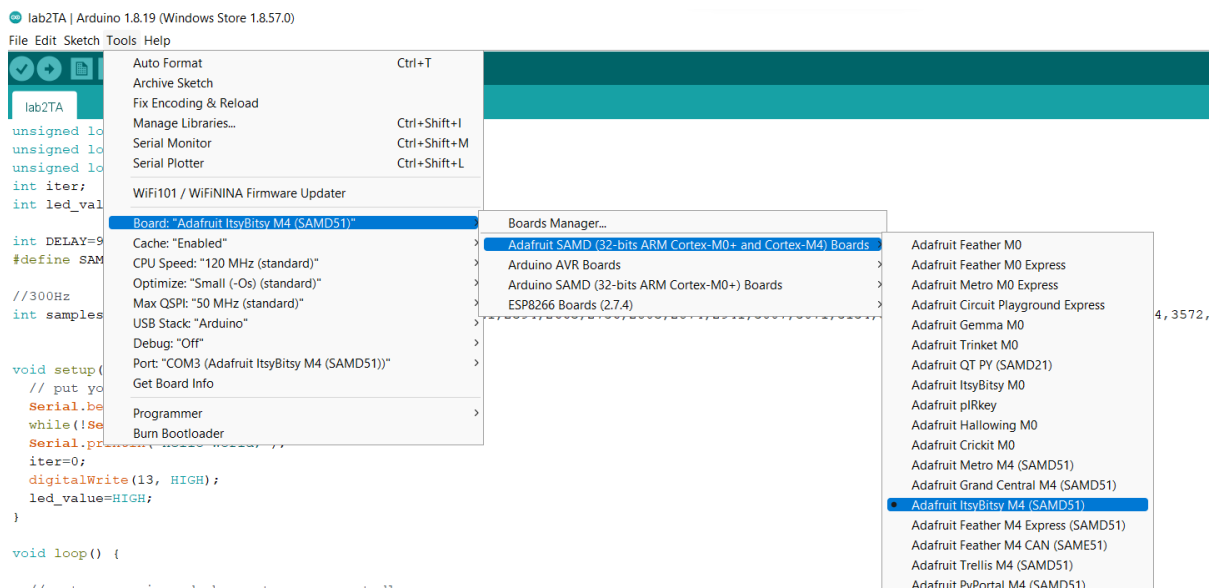 lab2TA | Arduino 1.8.19 (Windows Store 1.8.57.0)
File Edit Sketch Tools Help
Auto Format Ctrl+T
Archive Sketch
Fix Encoding & Reload
Manage Libraries... Ctrl+Shift+I
Serial Monitor Ctrl+Shift+M
Serial Plotter Ctrl+Shift+L
WiFi101 / WiFiNINA Firmware Updater
Board: "Adafruit ItsyBitsy M4 (SAMD51)"
Cache: "Enabled"
CPU Speed: "120 MHz (standard)"
Optimize: "Small (-Os) (standard)"
Max QSPI: "50 MHz (standard)"
USB Stack: "Arduino"
Debug: "Off"
Port: "COM3 (Adafruit ItsyBitsy M4 (SAMD51))"
Get Board Info
Programmer
Burn Bootloader
Boards Manager...
Adafruit SAMD (32-bits ARM Cortex-M0+ and Cortex-M4) Boards
Arduino AVR Boards
Arduino SAMD (32-bits ARM Cortex-M0+) Boards
ESP8266 Boards (2.7.4)
Adafruit Feather M0
Adafruit Feather M0 Express
Adafruit Metro M0 Express
Adafruit Circuit Playground Express
Adafruit Gemma M0
Adafruit Trinket M0
Adafruit QT PY (SAMD21)
Adafruit ItsyBitsy M0
Adafruit pIRkey
Adafruit Hallowing M0
Adafruit Crickit M0
Adafruit Metro M4 (SAMD51)
Adafruit Grand Central M4 (SAMD51)
Adafruit ItsyBitsy M4 (SAMD51)
Adafruit Feather M4 Express (SAMD51)
Adafruit Feather M4 CAN (SAME51)
Adafruit Trellis M4 (SAMD51)
Adafruit PyPortal M4 (SAMD51)
lab2TA
unsigned lo
unsigned lo
unsigned lo
int iter;
int led_val
int DELAY=9
#define SAM
//300Hz
int samples 4,3572,
void setup(
// put yo
Serial.be
while(!Se
Serial.pr
iter=0;
digitalWrite(13, HIGH);
led_value=HIGH;
}
void loop() {